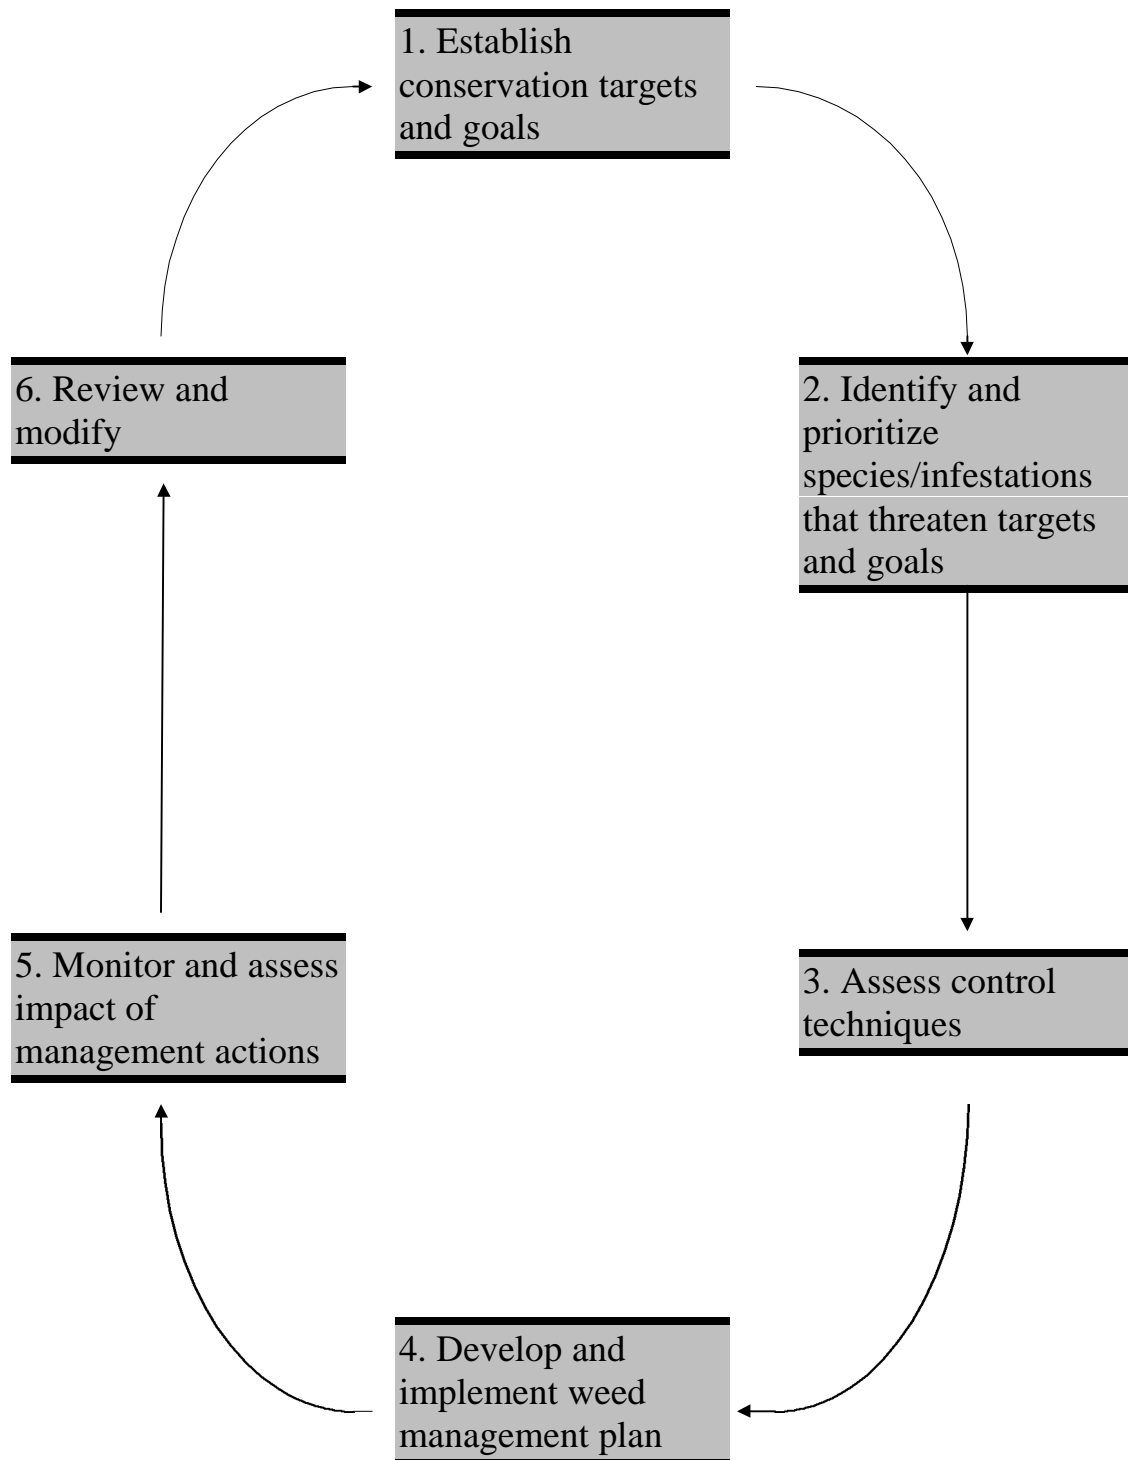 1. Establish
conservation targets
and goals
2. Identify and
prioritize
species/infestations
that threaten targets
and goals
3. Assess control
techniques
4. Develop and
implement weed
management plan
5. Monitor and assess
impact of
management actions
6. Review and
modify